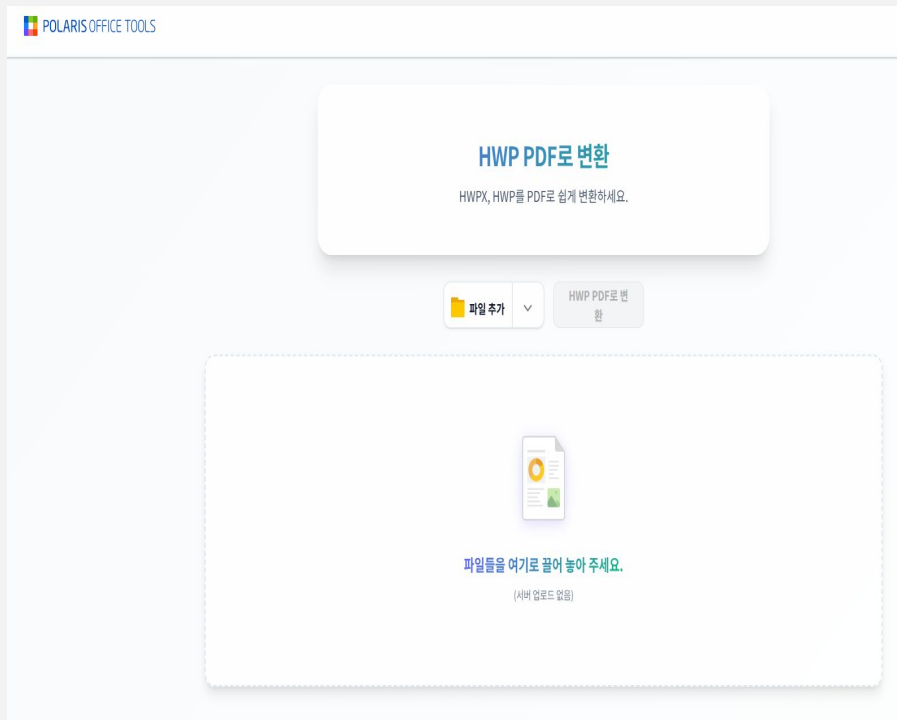 POLARIS OFFICE TOOLS
HWP PDF로 변환
HWPX, HWP를 PDF로 쉽게 변환하세요.
파일 추가
HWP PDF로 변
환
파일들을 여기로 끌어 놓아 주세요.
(서버 업로드 없음)